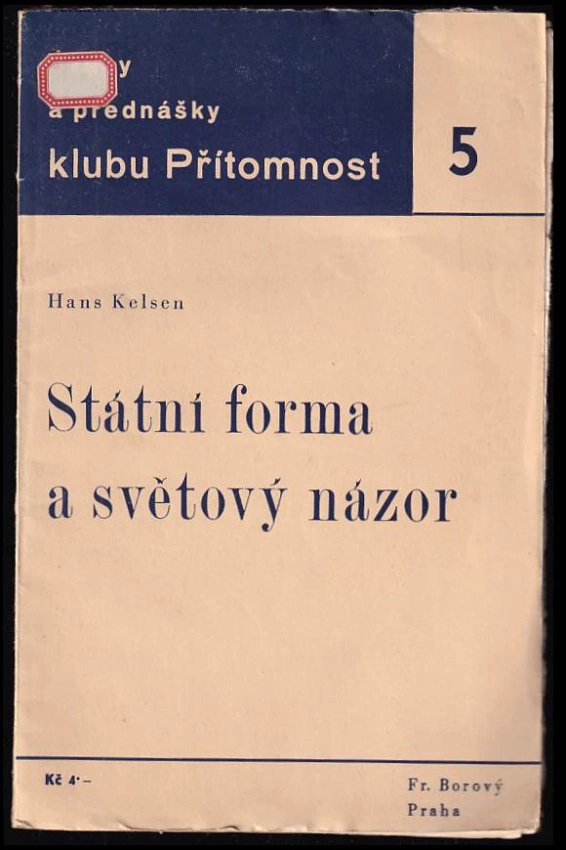 a přednášky
klubu Přítomnost
5
Hans Kelsen
Státní forma
a světový názor
Kč 4·–
Fr. Borový
Praha